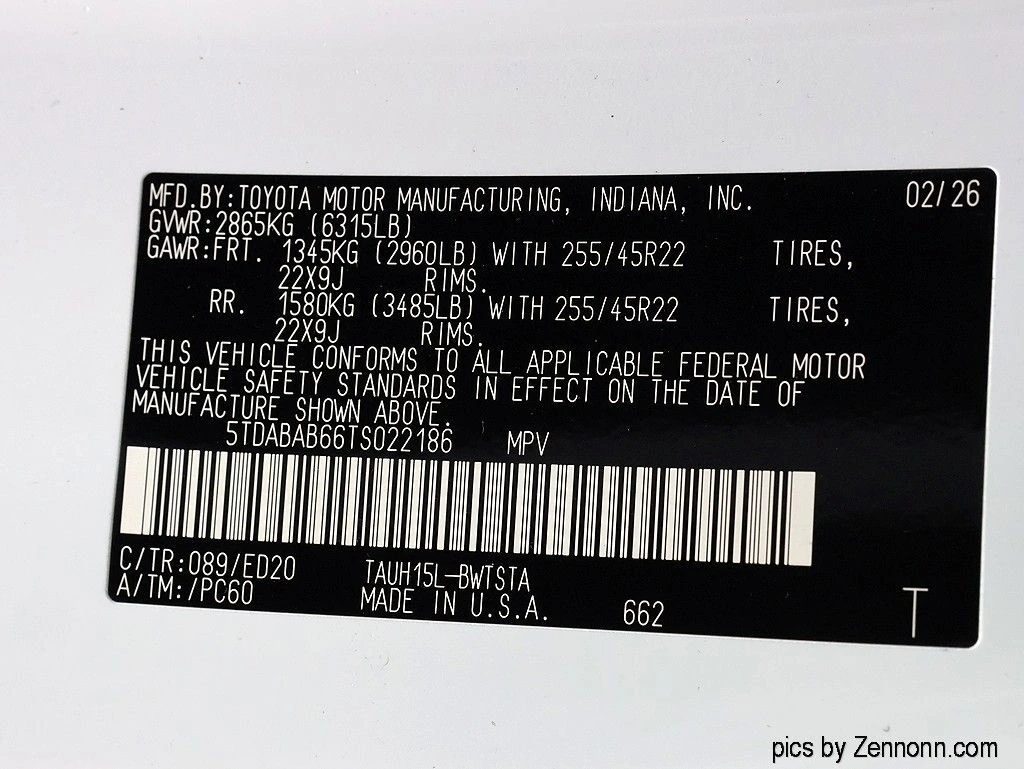 MFD.BY:TOYOTA MOTOR MANUFACTURING, INDIANA, INC. 02/26
GVWR:2865KG (6315LB)
GAWR:FRT. 1345KG (2960LB) WITH 255/45R22 TIRES,
22X9J RIMS.
RR. 1580KG (3485LB) WITH 255/45R22 TIRES,
22X9J RIMS.
THIS VEHICLE CONFORMS TO ALL APPLICABLE FEDERAL MOTOR
VEHICLE SAFETY STANDARDS IN EFFECT ON THE DATE OF
MANUFACTURE SHOWN ABOVE.
5TDABAB66TS022186 MPV
C/TR:089/ED20 TAUH15L-BWTSTA
A/TM:/PC60 MADE IN U.S.A. 662 T
pics by Zennonn.com